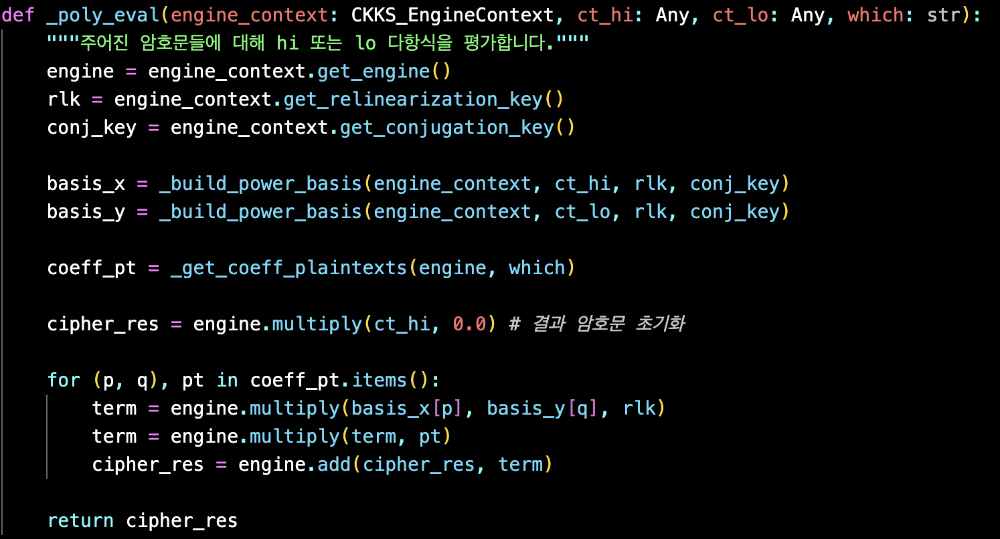 def _poly_eval(engine_context: CKKS_EngineContext, ct_hi: Any, ct_lo: Any, which: str):
    """주어진 암호문들에 대해 hi 또는 lo 다항식을 평가합니다."""
    engine = engine_context.get_engine()
    rlk = engine_context.get_relinearization_key()
    conj_key = engine_context.get_conjugation_key()

    basis_x = _build_power_basis(engine_context, ct_hi, rlk, conj_key)
    basis_y = _build_power_basis(engine_context, ct_lo, rlk, conj_key)

    coeff_pt = _get_coeff_plaintexts(engine, which)

    cipher_res = engine.multiply(ct_hi, 0.0) # 결과 암호문 초기화

    for (p, q), pt in coeff_pt.items():
        term = engine.multiply(basis_x[p], basis_y[q], rlk)
        term = engine.multiply(term, pt)
        cipher_res = engine.add(cipher_res, term)

    return cipher_res